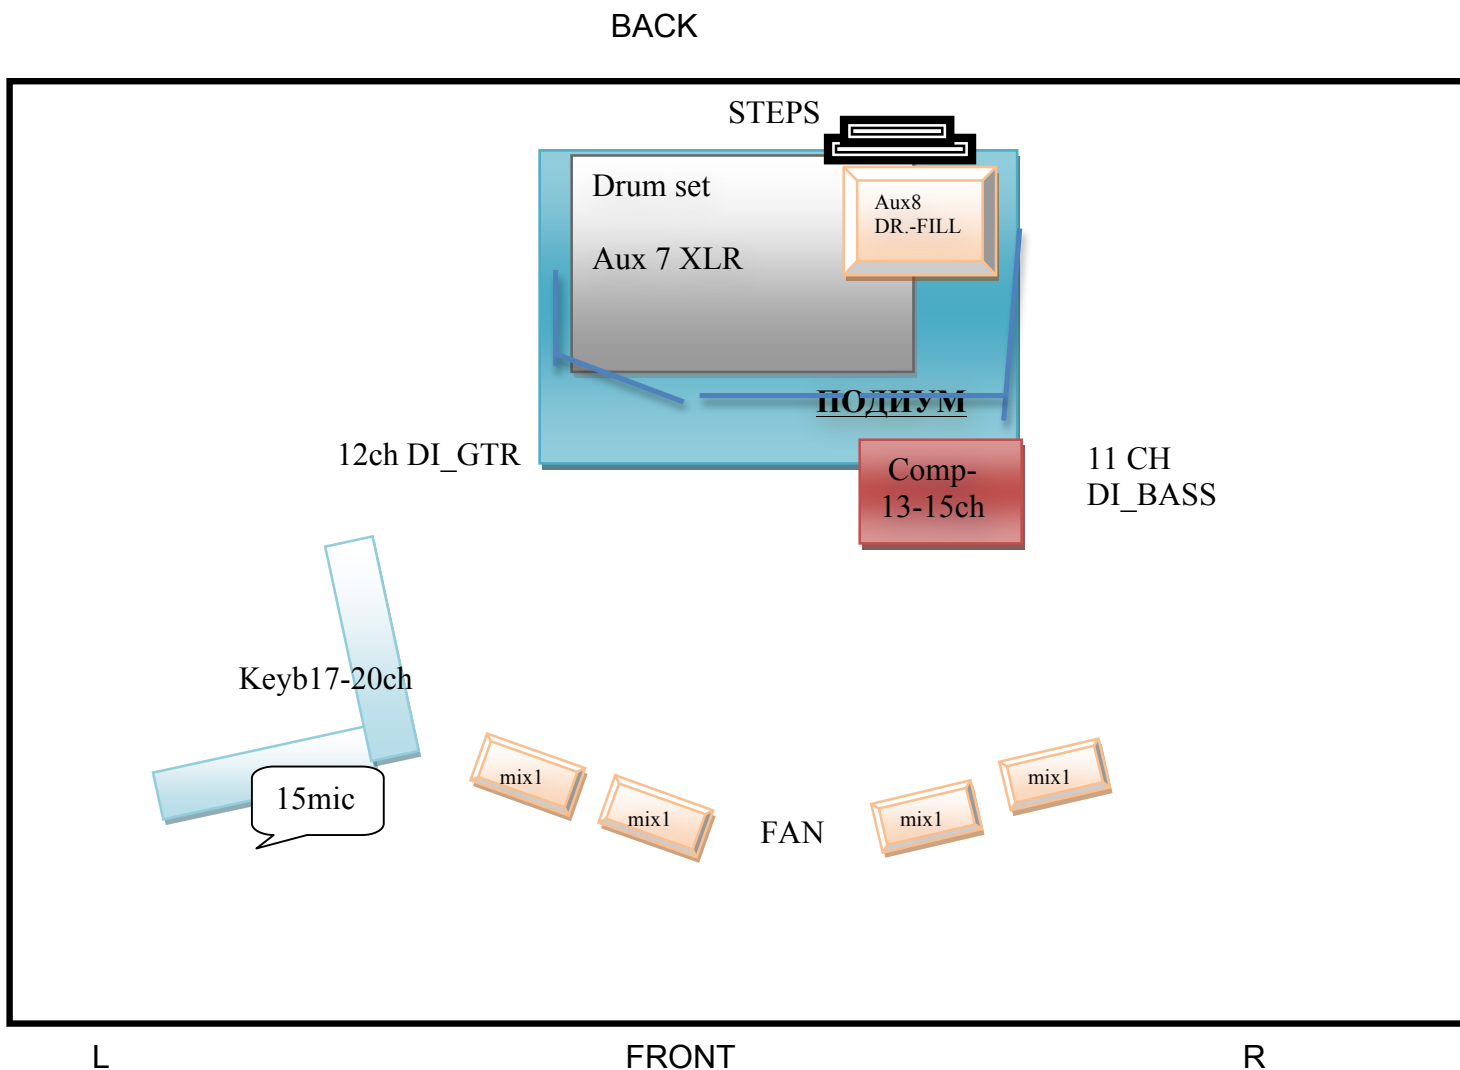 BACK
STEPS
Drum set
Aux8
DR.-FILL
Aux 7 XLR
ПОДИУМ
12ch DI_GTR
Comp-
13-15ch
11 CH
DI_BASS
Keyb17-20ch
15mic
mix1
mix1
FAN
mix1
mix1
L
FRONT
R